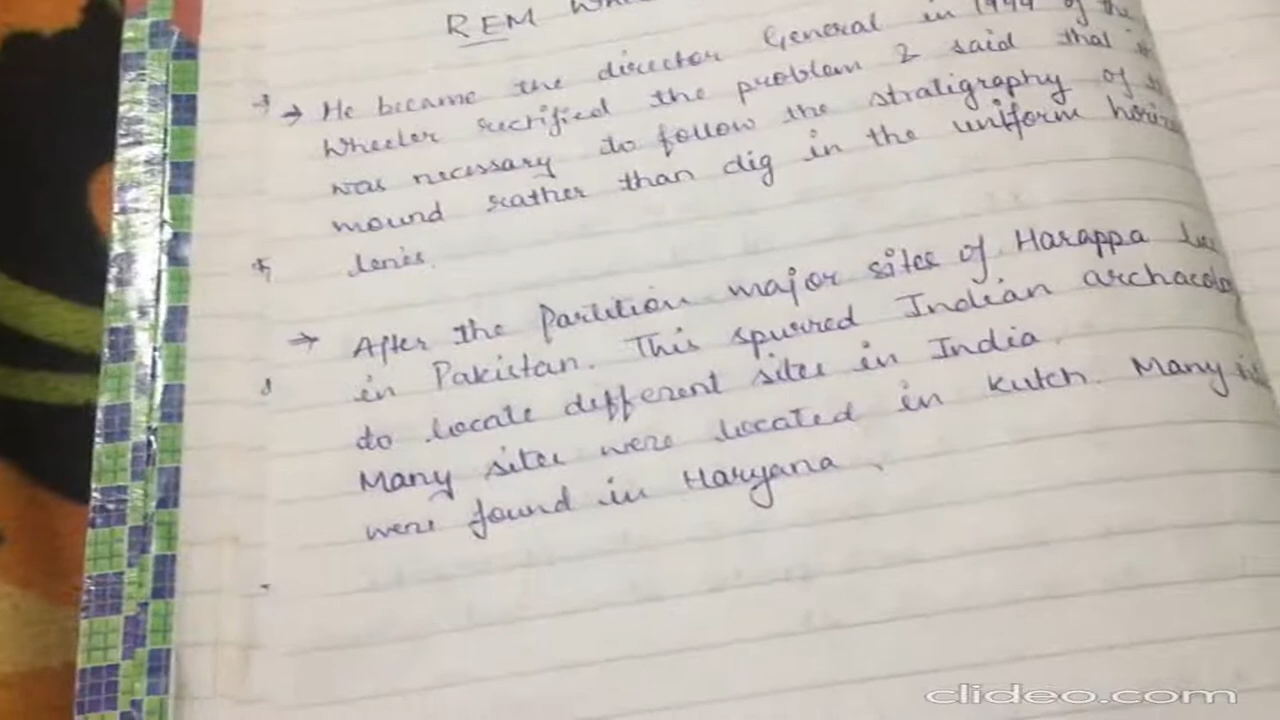 REM
→ He became the director General in 1944 of the
Wheeler rectified the problem & said that it
was necessary to follow the stratigraphy of
mound rather than dig in the uniform
lenis.
→ After the Partition major sites of Harappa
in Pakistan. This spurred Indian
to locate different sites in India.
Many sites were located in Kutch. Many
were found in Haryana.
clideo.com